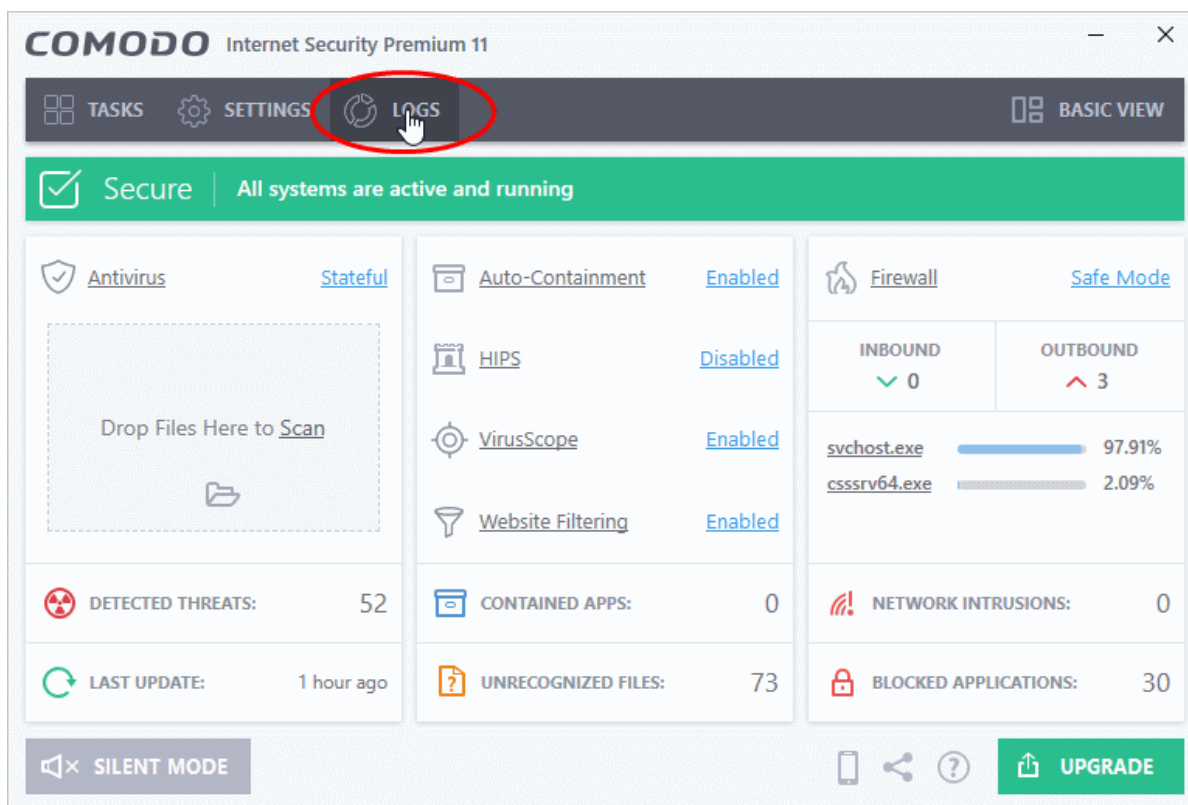 COMODO Internet Security Premium 11
TASKS SETTINGS LOGS BASIC VIEW
Secure All systems are active and running
Antivirus Stateful
Drop Files Here to Scan
DETECTED THREATS: 52
LAST UPDATE: 1 hour ago
Auto-Containment Enabled
HIPS Disabled
VirusScope Enabled
Website Filtering Enabled
CONTAINED APPS: 0
UNRECOGNIZED FILES: 73
Firewall Safe Mode
INBOUND OUTBOUND
0 3
svchost.exe 97.91%
csssrv64.exe 2.09%
NETWORK INTRUSIONS: 0
BLOCKED APPLICATIONS: 30
SILENT MODE UPGRADE